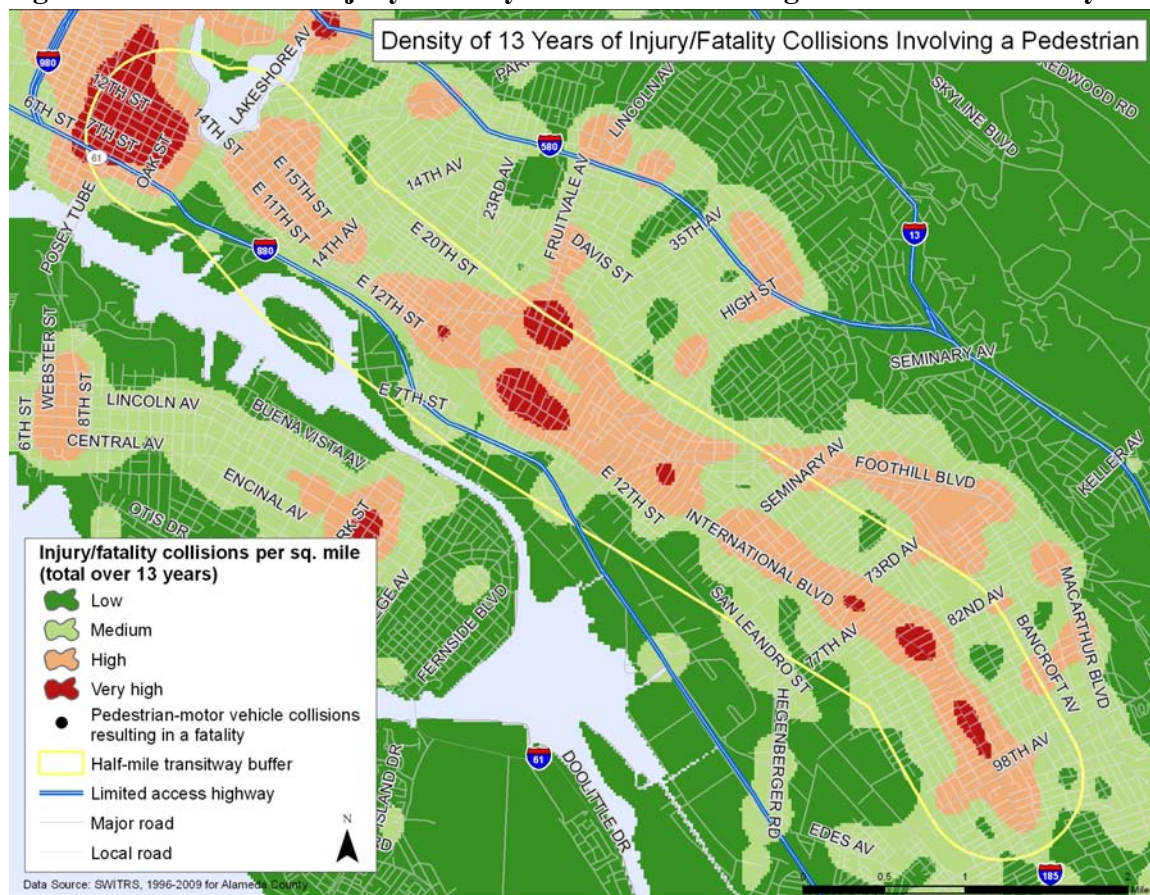 Density of 13 Years of Injury/Fatality Collisions Involving a Pedestrian
980
12TH ST
6TH ST
7TH ST
61
OAK ST
14TH ST
LAKESHORE AV
E 15TH ST
E 11TH ST
14TH AV
POSEY TUBE
880
14TH AV
23RD AV
E 20TH ST
580
LINCOLN AV
FRUITVALE AV
DAVIS ST
35TH AV
HIGH ST
SKYLINE BLVD
REDWOOD RD
13
SEMINARY AV
KELLER AV
E 12TH ST
E 7TH ST
WEBSTER ST
8TH ST
6TH ST
LINCOLN AV
CENTRAL AV
BUENA VISTA AV
ENCINAL AV
OTIS DR
FERNSIDE BLVD
E 12TH ST
SEMINARY AV
FOOTHILL BLVD
INTERNATIONAL BLVD
73RD AV
77TH AV
82ND AV
SAN LEANDRO ST
HEGENBERGER RD
BANCROFT AV
MACARTHUR BLVD
98TH AV
EDES AV
185
61
DOOLITTLE DR
ISLAND DR
Injury/fatality collisions per sq. mile
(total over 13 years)
Low
Medium
High
Very high
Pedestrian-motor vehicle collisions
resulting in a fatality
Half-mile transitway buffer
Limited access highway
Major road
Local road
N
0 0.5 1 2
Data Source: SWITRS, 1996-2009 for Alameda County